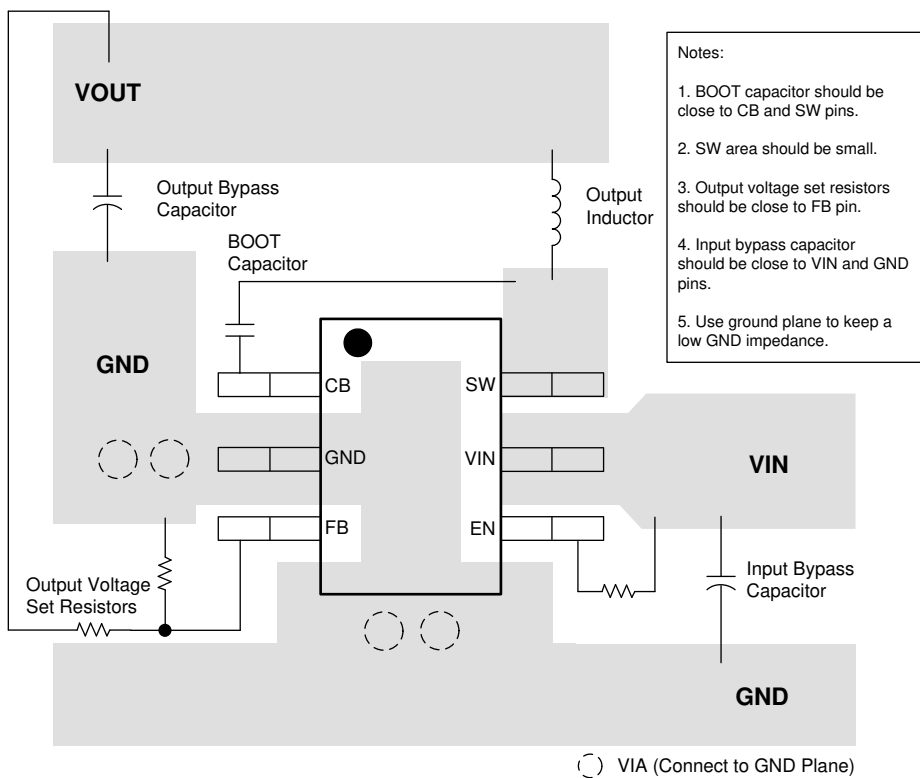 VOUT
Output Bypass
Capacitor
BOOT
Capacitor
Output
Inductor
Notes:
1. BOOT capacitor should be
close to CB and SW pins.
2. SW area should be small.
3. Output voltage set resistors
should be close to FB pin.
4. Input bypass capacitor
should be close to VIN and GND
pins.
5. Use ground plane to keep a
low GND impedance.
GND
CB
SW
GND
VIN
VIN
FB
EN
Output Voltage
Set Resistors
Input Bypass
Capacitor
GND
VIA (Connect to GND Plane)